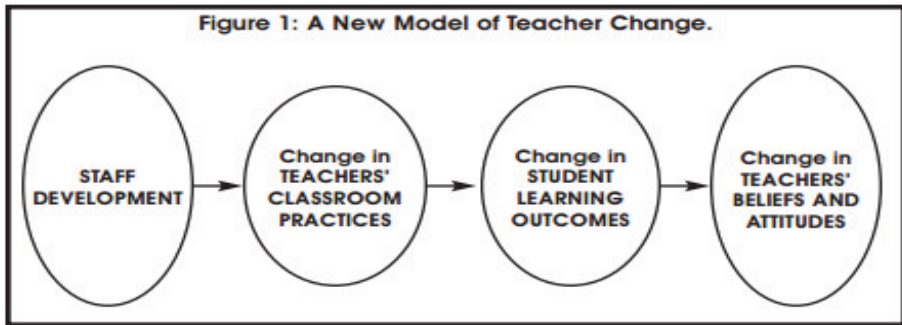 Figure 1: A New Model of Teacher Change.
STAFF
DEVELOPMENT
Change in
TEACHERS'
CLASSROOM
PRACTICES
Change in
STUDENT
LEARNING
OUTCOMES
Change in
TEACHERS'
BELIEFS AND
ATTITUDES